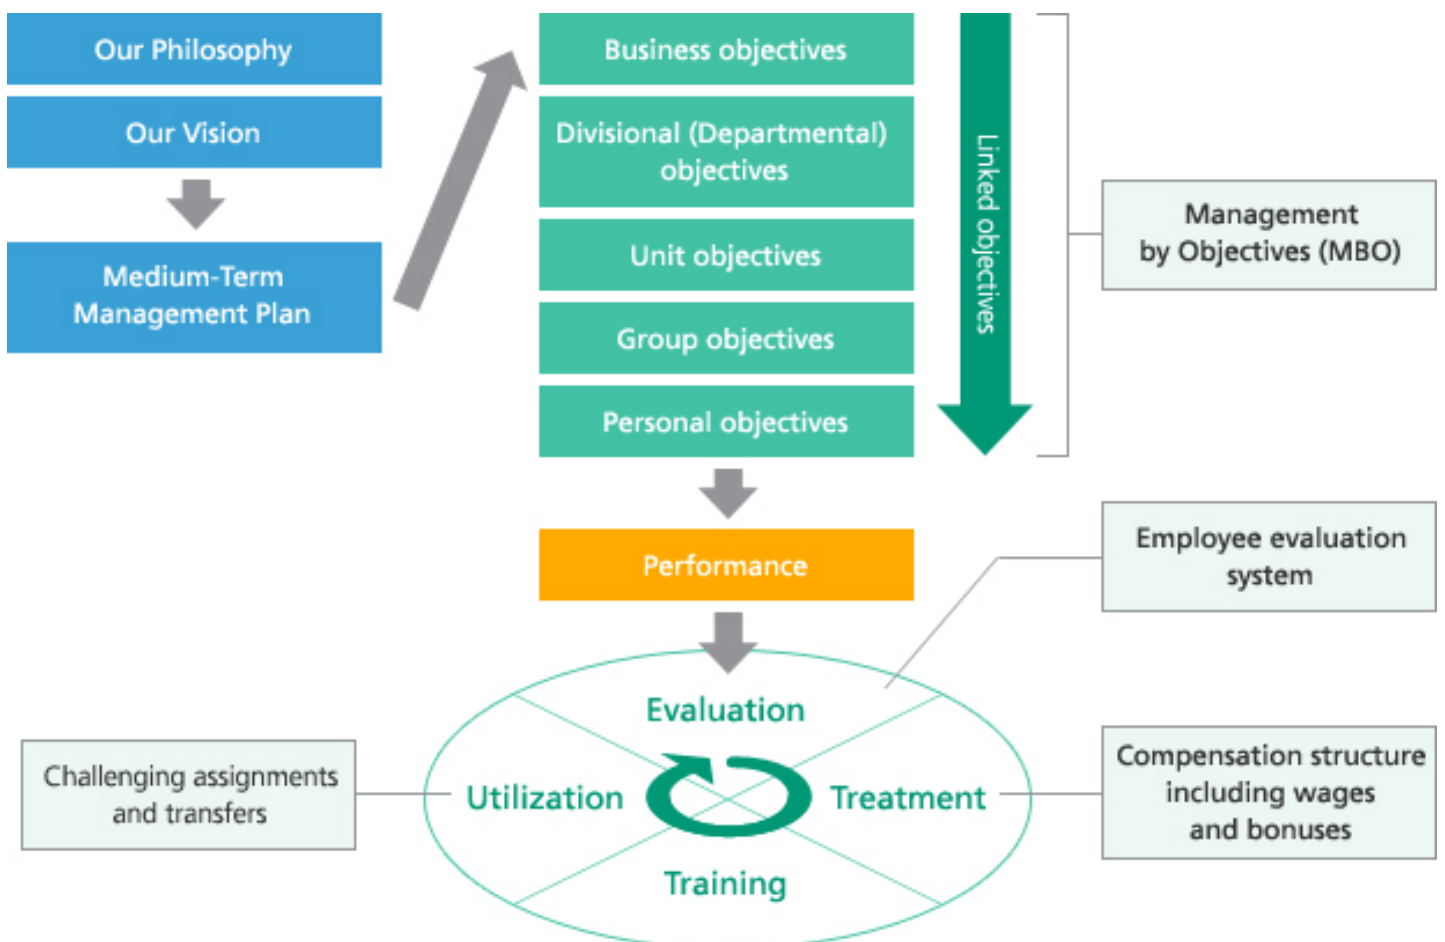 Our Philosophy
Our Vision
Medium-Term
Management Plan
Business objectives
Divisional (Departmental)
objectives
Unit objectives
Group objectives
Personal objectives
Linked objectives
Management
by Objectives (MBO)
Performance
Employee evaluation
system
Evaluation
Utilization
Treatment
Training
Challenging assignments
and transfers
Compensation structure
including wages
and bonuses